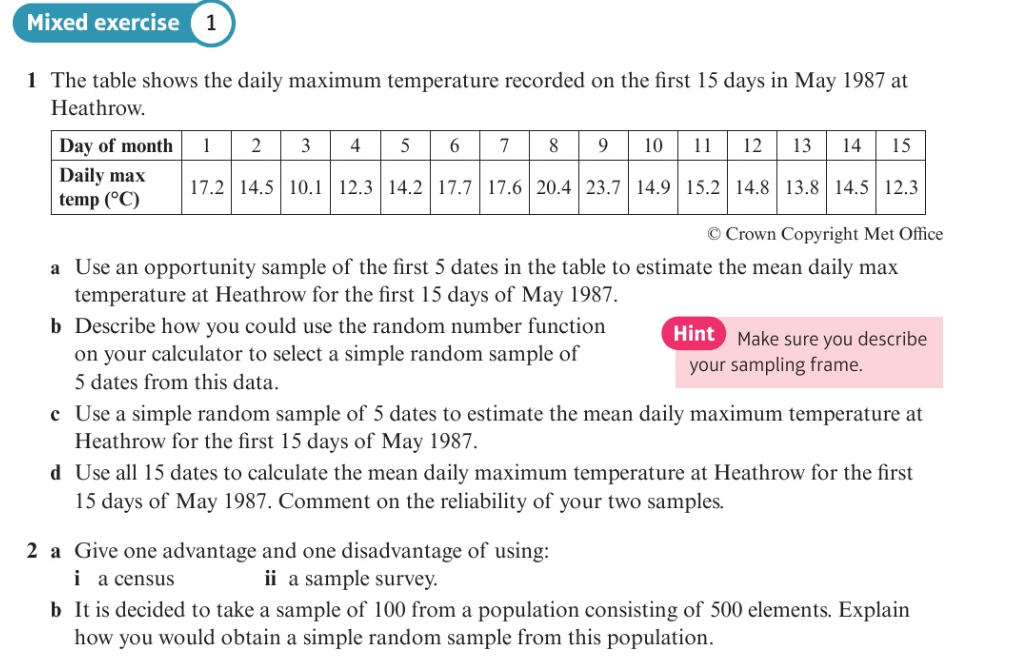 Mixed exercise 1
1 The table shows the daily maximum temperature recorded on the first 15 days in May 1987 at
Heathrow.
Day of month 1 2 3 4 5 6 7 8 9 10 11 12 13 14 15
Daily max
temp (°C) 17.2 14.5 10.1 12.3 14.2 17.7 17.6 20.4 23.7 14.9 15.2 14.8 13.8 14.5 12.3
© Crown Copyright Met Office
a Use an opportunity sample of the first 5 dates in the table to estimate the mean daily max
temperature at Heathrow for the first 15 days of May 1987.
b Describe how you could use the random number function
on your calculator to select a simple random sample of
5 dates from this data.
Hint Make sure you describe
your sampling frame.
c Use a simple random sample of 5 dates to estimate the mean daily maximum temperature at
Heathrow for the first 15 days of May 1987.
d Use all 15 dates to calculate the mean daily maximum temperature at Heathrow for the first
15 days of May 1987. Comment on the reliability of your two samples.
2 a Give one advantage and one disadvantage of using:
i a census ii a sample survey.
b It is decided to take a sample of 100 from a population consisting of 500 elements. Explain
how you would obtain a simple random sample from this population.